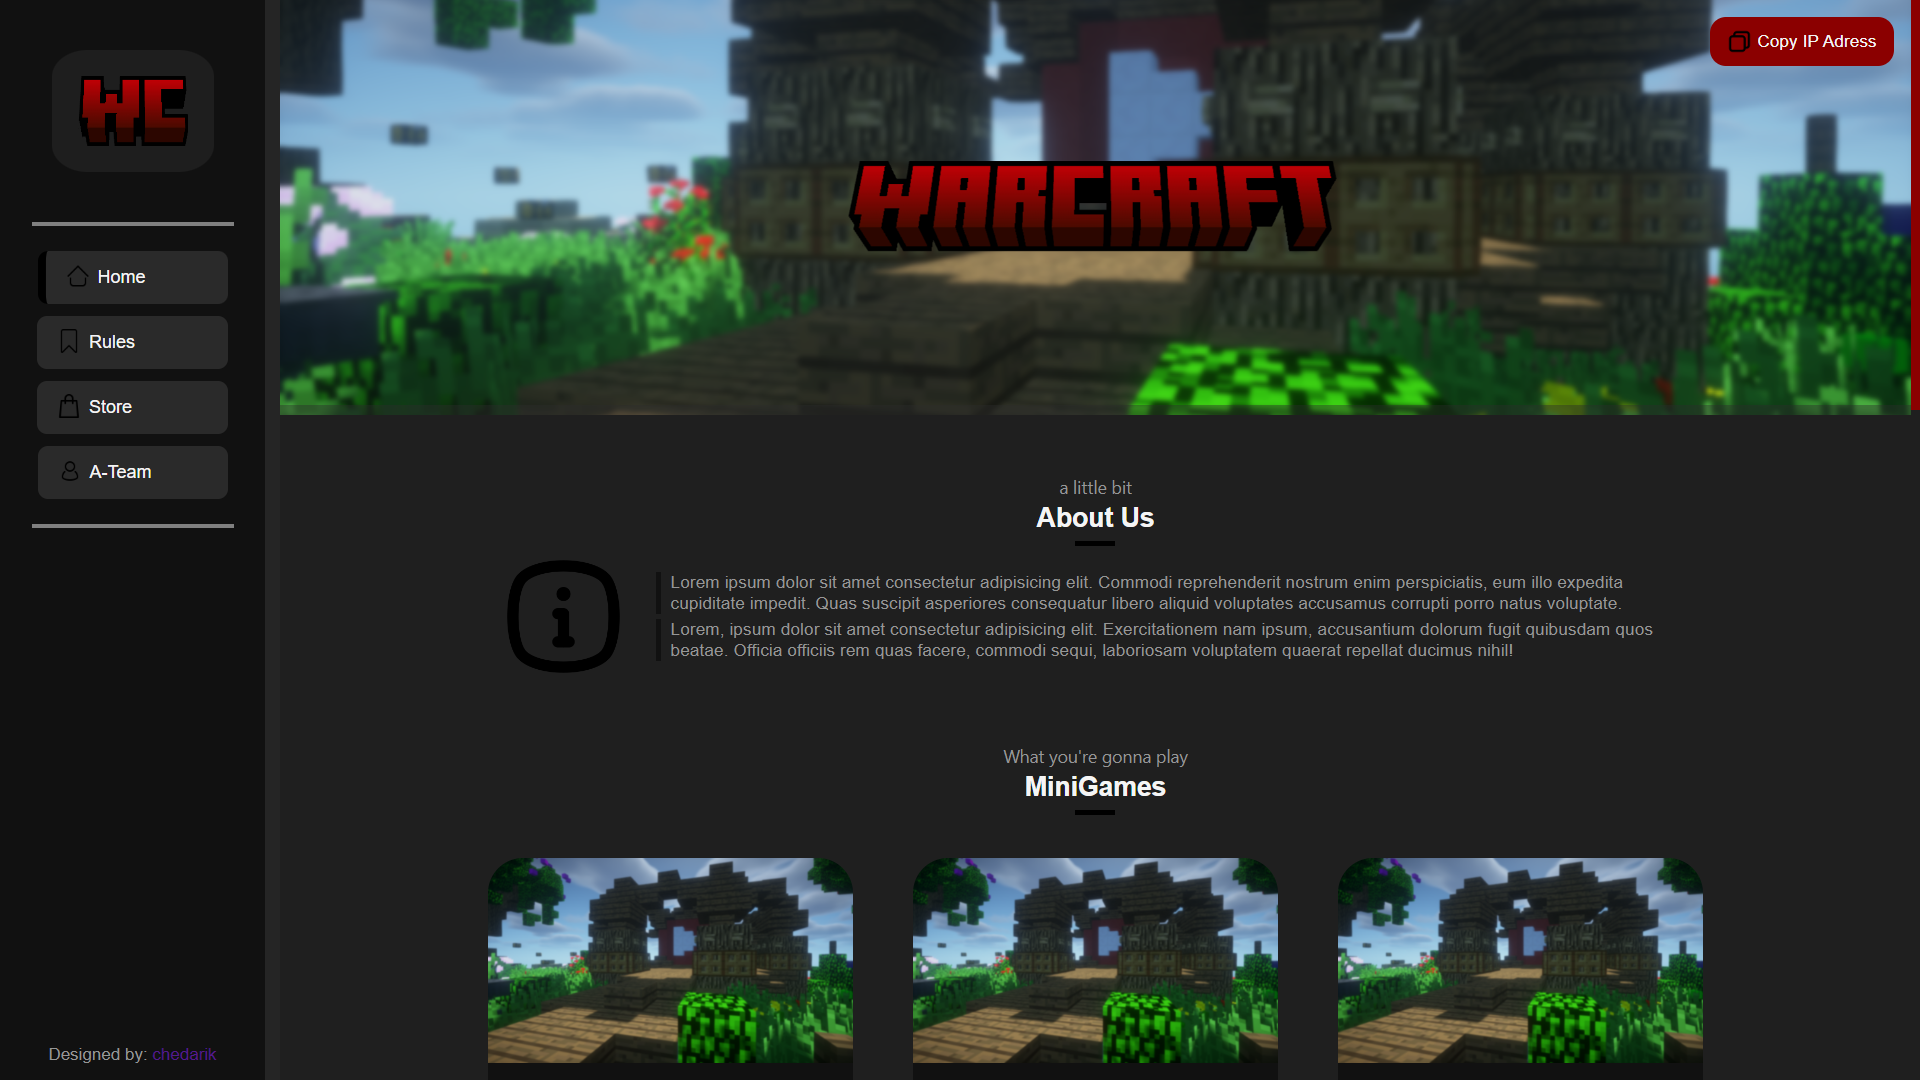 WC
Home
Rules
Store
A-Team
Designed by: chedarik
Copy IP Adress
WARCRAFT
a little bit
About Us
Lorem ipsum dolor sit amet consectetur adipisicing elit. Commodi reprehenderit nostrum enim perspiciatis, eum illo expedita
cupiditate impedit. Quas suscipit asperiores consequatur libero aliquid voluptates accusamus corrupti porro natus voluptate.
Lorem, ipsum dolor sit amet consectetur adipisicing elit. Exercitationem nam ipsum, accusantium dolorum fugit quibusdam quos
beatae. Officia officiis rem quas facere, commodi sequi, laboriosam voluptatem quaerat repellat ducimus nihil!
What you're gonna play
MiniGames